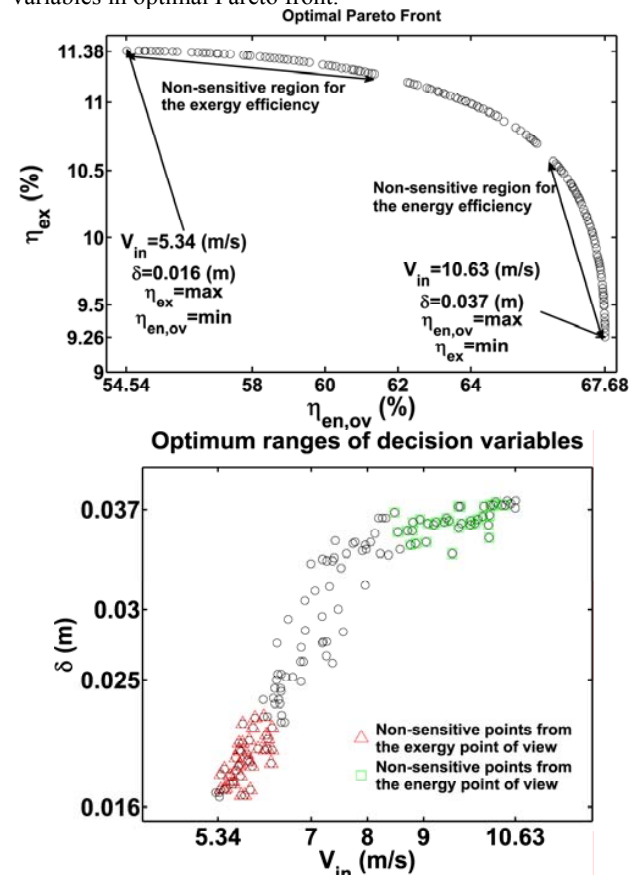 variables in optimal Pareto front.
Optimal Pareto Front
11.38
11
10.5
10
9.5
9.26
9
η_ex (%)
Non-sensitive region for
the exergy efficiency
Non-sensitive region for
the energy efficiency
V_in=5.34 (m/s)
δ=0.016 (m)
η_ex=max
η_en,ov=min
V_in=10.63 (m/s)
δ=0.037 (m)
η_en,ov=max
η_ex=min
54.54 58 60 62 64 67.68
η_en,ov (%)
Optimum ranges of decision variables
0.037
0.03
0.025
0.016
δ (m)
Non-sensitive points from
the exergy point of view
Non-sensitive points from
the energy point of view
5.34 7 8 9 10.63
V_in (m/s)